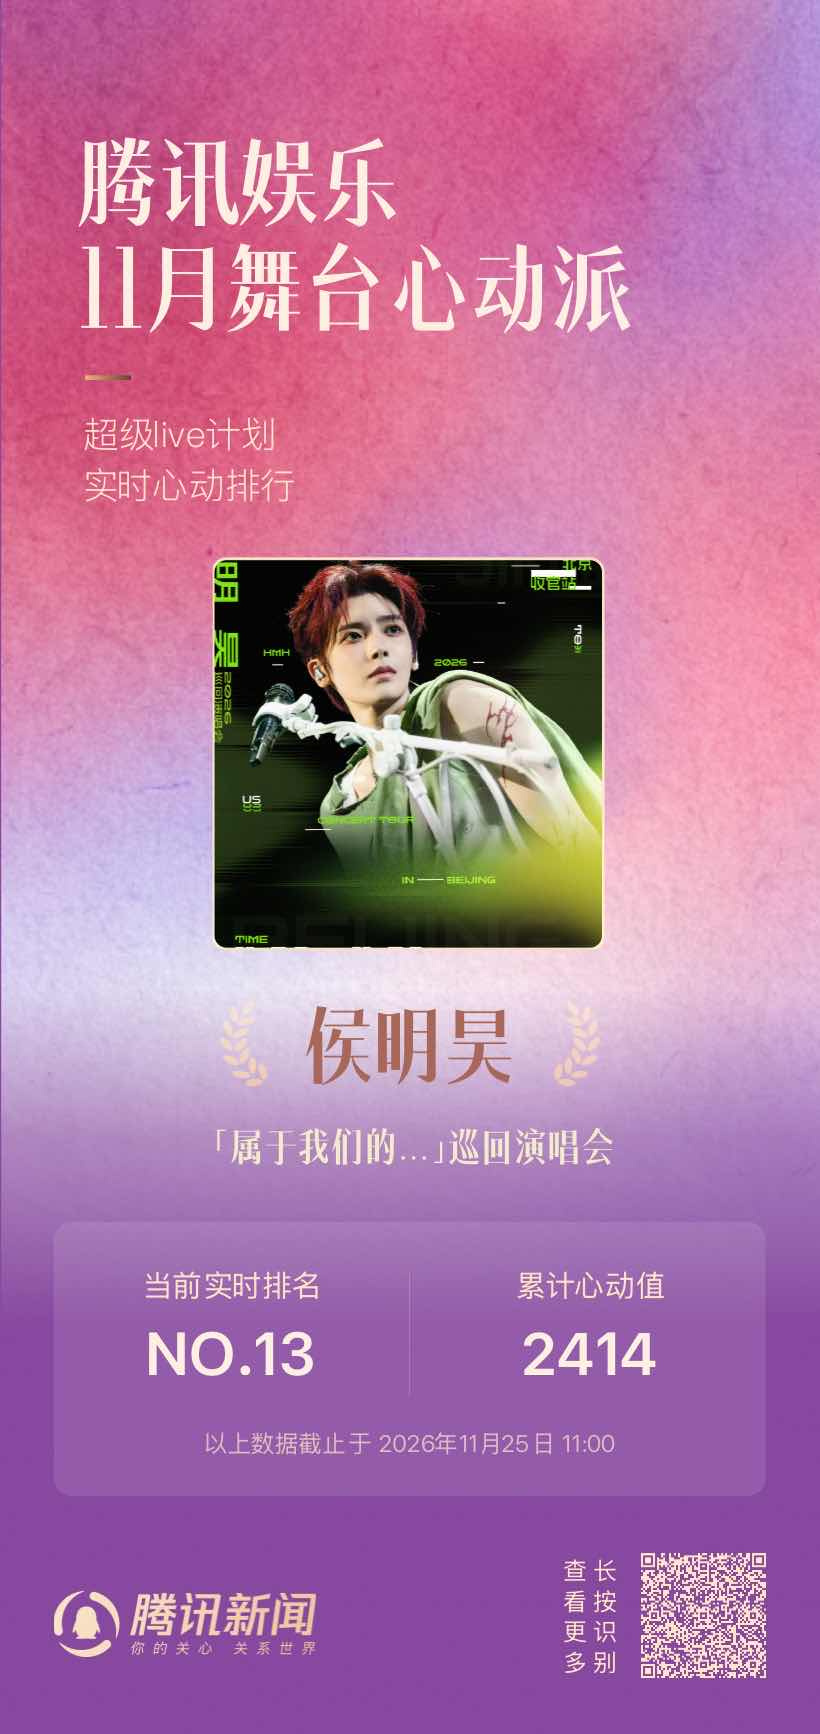 腾讯娱乐
11月舞台心动派
超级live计划
实时心动排行
明
昊
2026
巡回演唱会
北京
收官站
HMH
2026
US
CONCERT TOUR
IN
BEIJING
TIME
侯明昊
「属于我们的...」巡回演唱会
当前实时排名
NO.13
累计心动值
2414
以上数据截止于 2026年11月25日 11:00
腾讯新闻
你的关心 关系世界
长按识别
查看更多